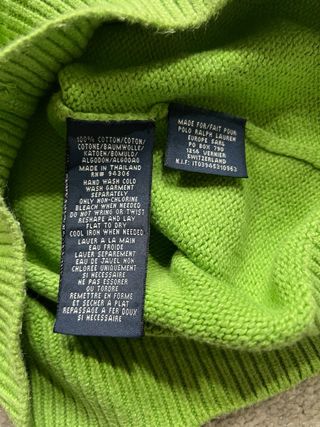 100% COTTON/COTON/
COTONE/BAUMWOLLE/
KATOEN/BOMULD/
ALGODON/ALGODAO
MADE IN THAILAND
RN# 94306
HAND WASH COLD
WASH GARMENT
SEPARATELY
ONLY NON-CHLORINE
BLEACH WHEN NEEDED
DO NOT WRING OR TWIST
RESHAPE AND LAY
FLAT TO DRY
COOL IRON WHEN NEEDED
LAVER A LA MAIN
EAU FROIDE
LAVER SEPAREMENT
EAU DE JAVEL NON
CHLORÉE UNIQUEMENT
SI NECESSAIRE
NE PAS ESSORER
OU TORDRE
REMETTRE EN FORME
ET SECHER A PLAT
REPASSAGE A FER DOUX
SI NECESSAIRE
MADE FOR/FAIT POUR
POLO RALPH LAUREN
EUROPE SARL
PO BOX 790
1256 VERNIER
SWITZERLAND
N.I.F: IT03965310963